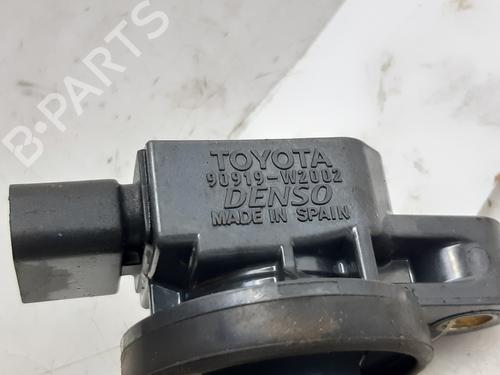 B-PARTS
TOYOTA
90919-W2002
DENSO
MADE IN SPAIN